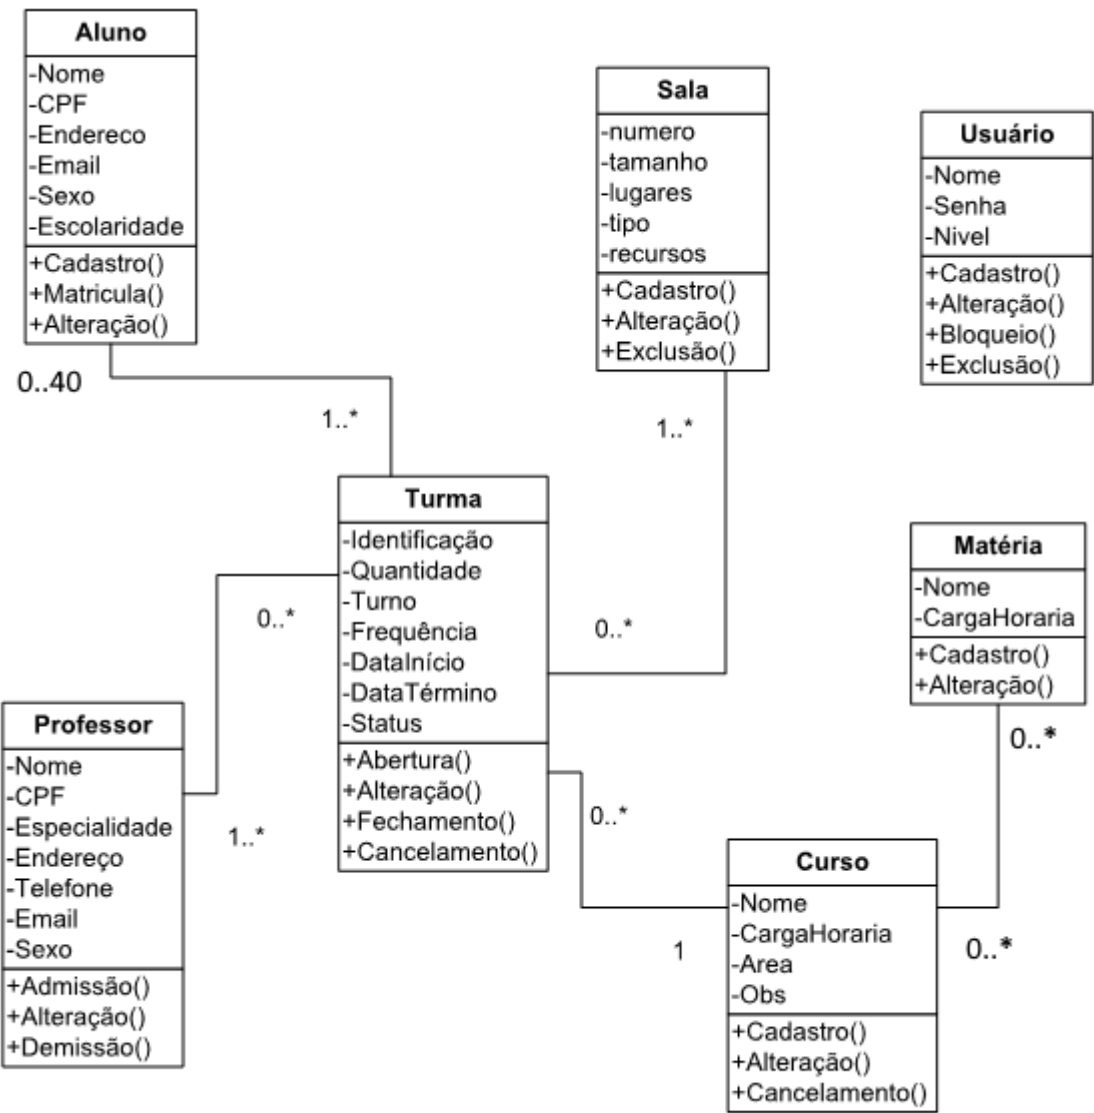 Aluno
-Nome
-CPF
-Endereco
-Email
-Sexo
-Escolaridade
+Cadastro()
+Matricula()
+Alteração()
0..40
1..*
Sala
-numero
-tamanho
-lugares
-tipo
-recursos
+Cadastro()
+Alteração()
+Exclusão()
1..*
Usuário
-Nome
-Senha
-Nivel
+Cadastro()
+Alteração()
+Bloqueio()
+Exclusão()
Turma
-Identificação
-Quantidade
-Turno
-Frequência
-DataInício
-DataTérmino
-Status
+Abertura()
+Alteração()
+Fechamento()
+Cancelamento()
0..*
0..*
0..*
Matéria
-Nome
-CargaHoraria
+Cadastro()
+Alteração()
0..*
Professor
-Nome
-CPF
-Especialidade
-Endereço
-Telefone
-Email
-Sexo
+Admissão()
+Alteração()
+Demissão()
1..*
Curso
-Nome
-CargaHoraria
-Area
-Obs
+Cadastro()
+Alteração()
+Cancelamento()
1
0..*